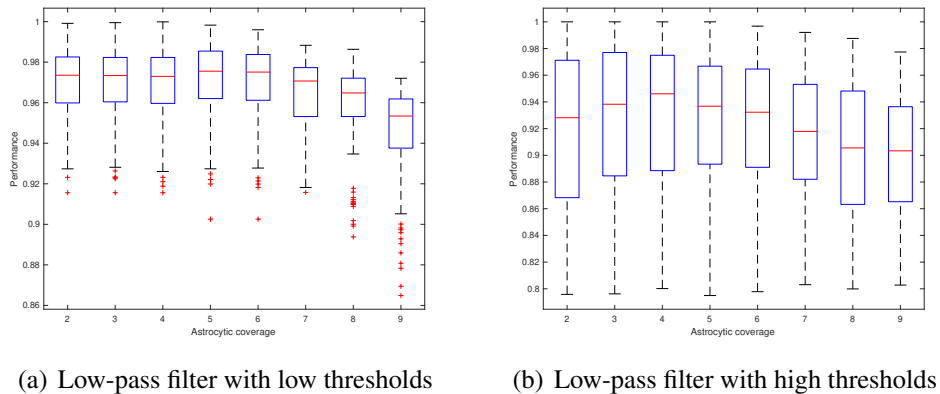 1
0.98
0.96
0.94
0.92
0.9
0.88
0.86
Performance
2 3 4 5 6 7 8 9
Astrocytic coverage
(a) Low-pass filter with low thresholds
1
0.98
0.96
0.94
0.92
0.9
0.88
0.86
0.84
0.82
0.8
Performance
2 3 4 5 6 7 8 9
Astrocytic coverage
(b) Low-pass filter with high thresholds